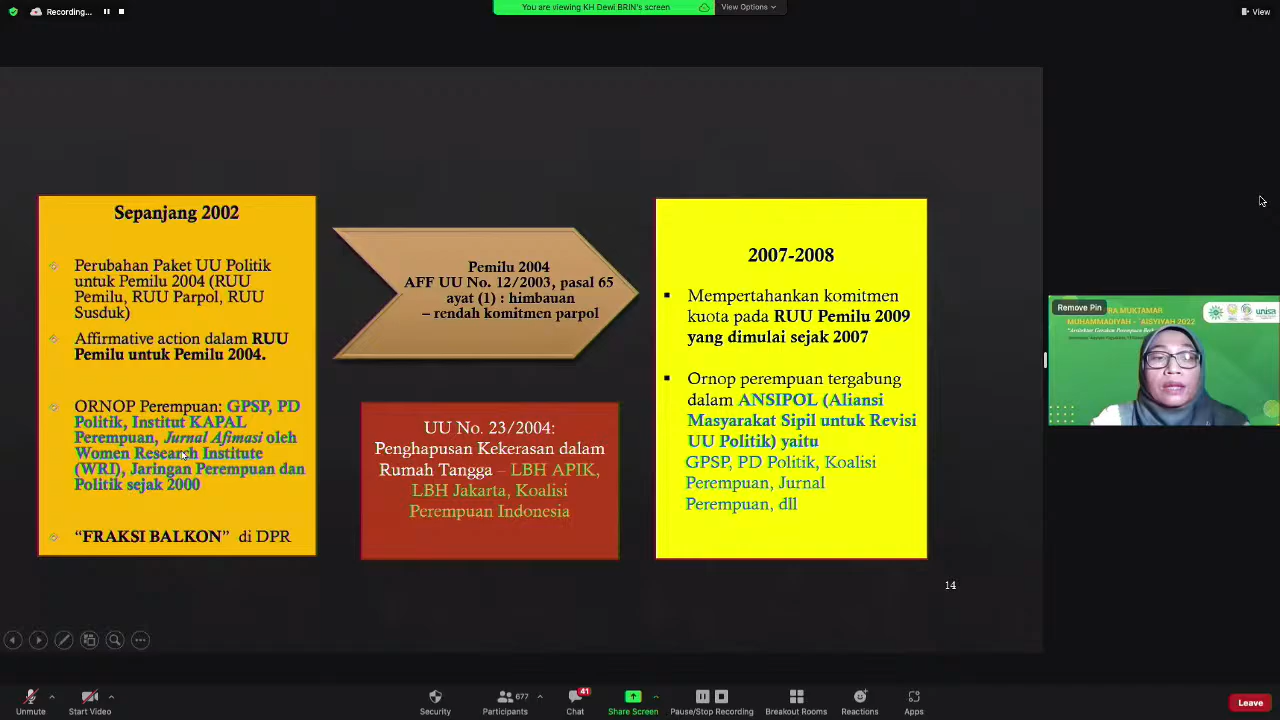 Recording...
You are viewing KH Dewi BRIN's screen
View Options
View
Sepanjang 2002
Perubahan Paket UU Politik
untuk Pemilu 2004 (RUU
Pemilu, RUU Parpol, RUU
Susduk)
Affirmative action dalam RUU
Pemilu untuk Pemilu 2004.
ORNOP Perempuan: GPSP, PD
Politik, Institut KAPAL
Perempuan, Jurnal Afimasi oleh
Women Research Institute
(WRI), Jaringan Perempuan dan
Politik sejak 2000
“FRAKSI BALKON” di DPR
Pemilu 2004
AFF UU No. 12/2003, pasal 65
ayat (1) : himbauan
– rendah komitmen parpol
UU No. 23/2004:
Penghapusan Kekerasan dalam
Rumah Tangga – LBH APIK,
LBH Jakarta, Koalisi
Perempuan Indonesia
2007-2008
Mempertahankan komitmen
kuota pada RUU Pemilu 2009
yang dimulai sejak 2007
Ornop perempuan tergabung
dalam ANSIPOL (Aliansi
Masyarakat Sipil untuk Revisi
UU Politik) yaitu
GPSP, PD Politik, Koalisi
Perempuan, Jurnal
Perempuan, dll
14
Remove Pin
RA MUKTAMAR
MUHAMMADIYAH - 'AISYIYAH 2022
unisa
Unmute
Start Video
Security
677
Participants
41
Chat
Share Screen
Pause/Stop Recording
Breakout Rooms
Reactions
Apps
Leave